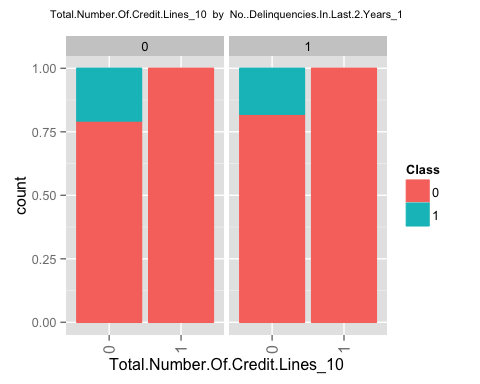 Total.Number.Of.Credit.Lines_10 by No..Delinquencies.In.Last.2.Years_1
0 1
1.00
0.75
0.50
0.25
0.00
count
0 1 0 1
Total.Number.Of.Credit.Lines_10
Class
0
1